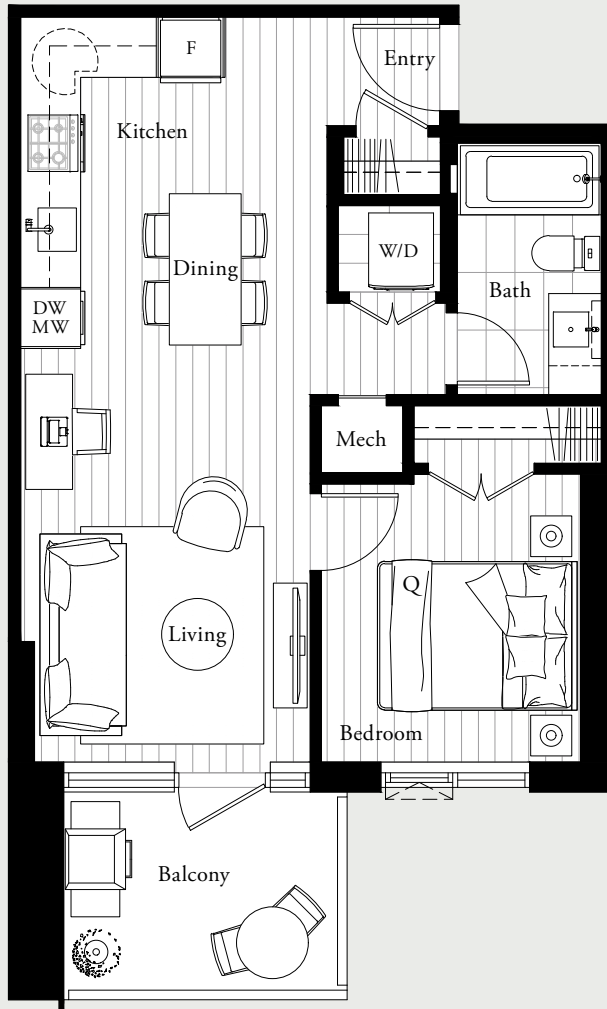 F
Entry
Kitchen
W/D
Dining
Bath
DW
MW
Mech
Q
Living
Bedroom
Balcony